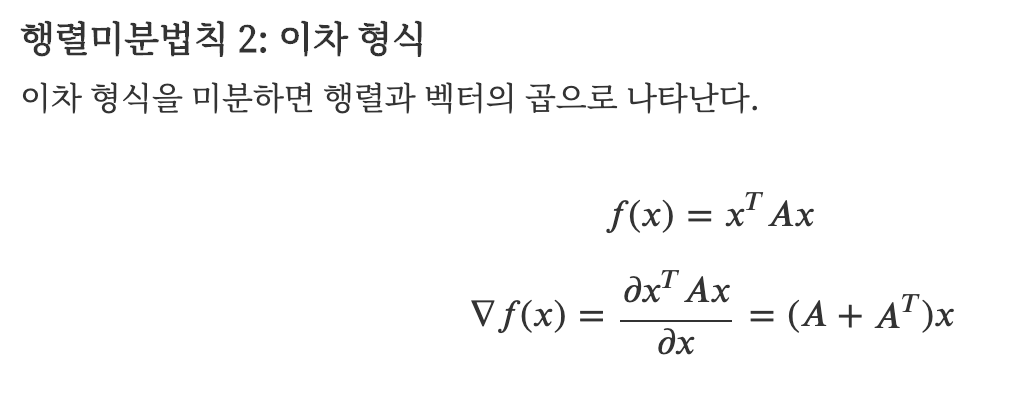 행렬미분법칙 2: 이차 형식
이차 형식을 미분하면 행렬과 벡터의 곱으로 나타난다.
f(x) = x^T Ax
∇f(x) = ∂x^T Ax / ∂x = (A + A^T)x